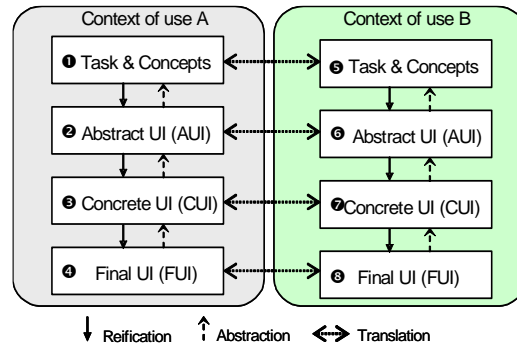 Context of use A
❶ Task & Concepts
❷ Abstract UI (AUI)
❸ Concrete UI (CUI)
❹ Final UI (FUI)
Context of use B
❺ Task & Concepts
❻ Abstract UI (AUI)
❼Concrete UI (CUI)
❽ Final UI (FUI)
Reification Abstraction Translation